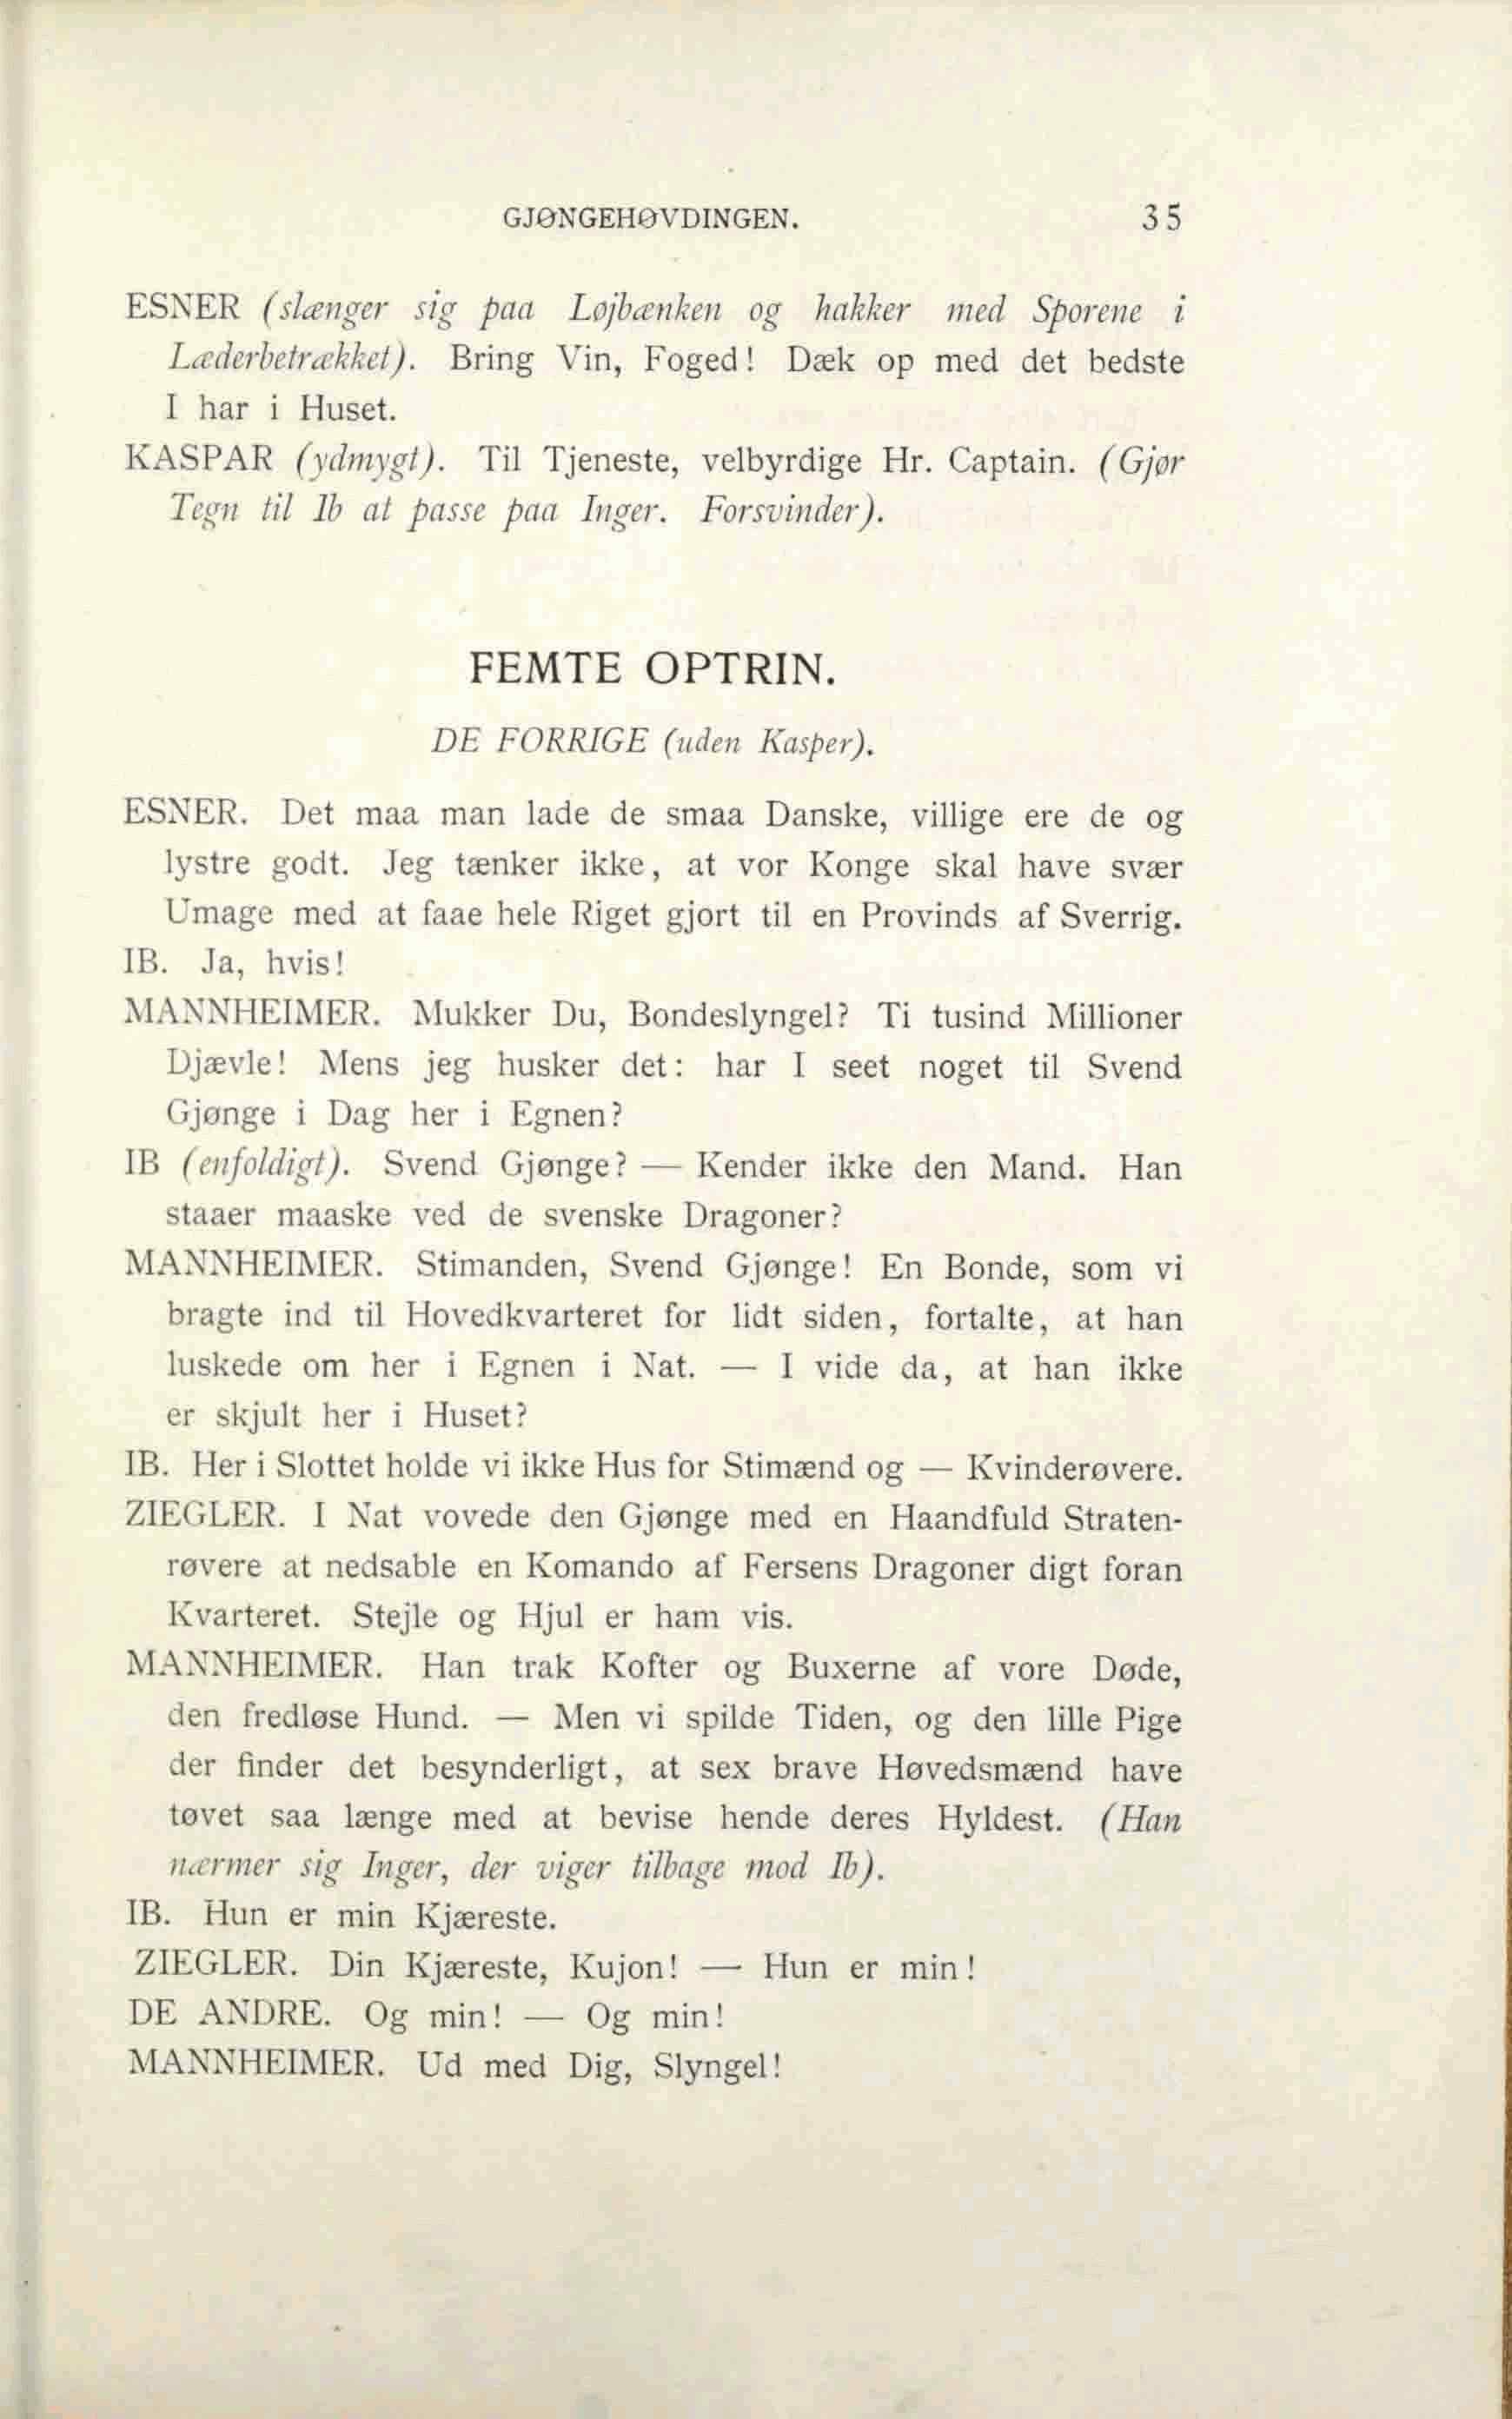 GJØNGEHØVDINGEN. 35
ESNER (slænger sig paa Løjbænken og hakker med Sporene i
Læderbetrækket). Bring Vin, Foged! Dæk op med det bedste
I har i Huset.
KASPAR (ydmygt). Til Tjeneste, velbyrdige Hr. Captain. (Gjør
Tegn til Ib at passe paa Inger. Forsvinder).
FEMTE OPTRIN.
DE FORRIGE (uden Kasper).
ESNER. Det maa man lade de smaa Danske, villige ere de og
lystre godt. Jeg tænker ikke, at vor Konge skal have svær
Umage med at faae hele Riget gjort til en Provinds af Sverrig.
IB. Ja, hvis!
MANNHEIMER. Mukker Du, Bondeslyngel? Ti tusind Millioner
Djævle! Mens jeg husker det: har I seet noget til Svend
Gjønge i Dag her i Egnen?
IB (enfoldigt). Svend Gjønge? — Kender ikke den Mand. Han
staaer maaske ved de svenske Dragoner?
MANNHEIMER. Stimanden, Svend Gjønge! En Bonde, som vi
bragte ind til Hovedkvarteret for lidt siden, fortalte, at han
luskede om her i Egnen i Nat. — I vide da, at han ikke
er skjult her i Huset?
IB. Her i Slottet holde vi ikke Hus for Stimænd og — Kvinderøvere.
ZIEGLER. I Nat vovede den Gjønge med en Haandfuld Straten-
røvere at nedsable en Komando af Fersens Dragoner digt foran
Kvarteret. Stejle og Hjul er ham vis.
MANNHEIMER. Han trak Kofter og Buxerne af vore Døde,
den fredløse Hund. — Men vi spilde Tiden, og den lille Pige
der finder det besynderligt, at sex brave Høvedsmænd have
tøvet saa længe med at bevise hende deres Hyldest. (Han
nærmer sig Inger, der viger tilbage mod Ib).
IB. Hun er min Kjæreste.
ZIEGLER. Din Kjæreste, Kujon! — Hun er min!
DE ANDRE. Og min! — Og min!
MANNHEIMER. Ud med Dig, Slyngel!